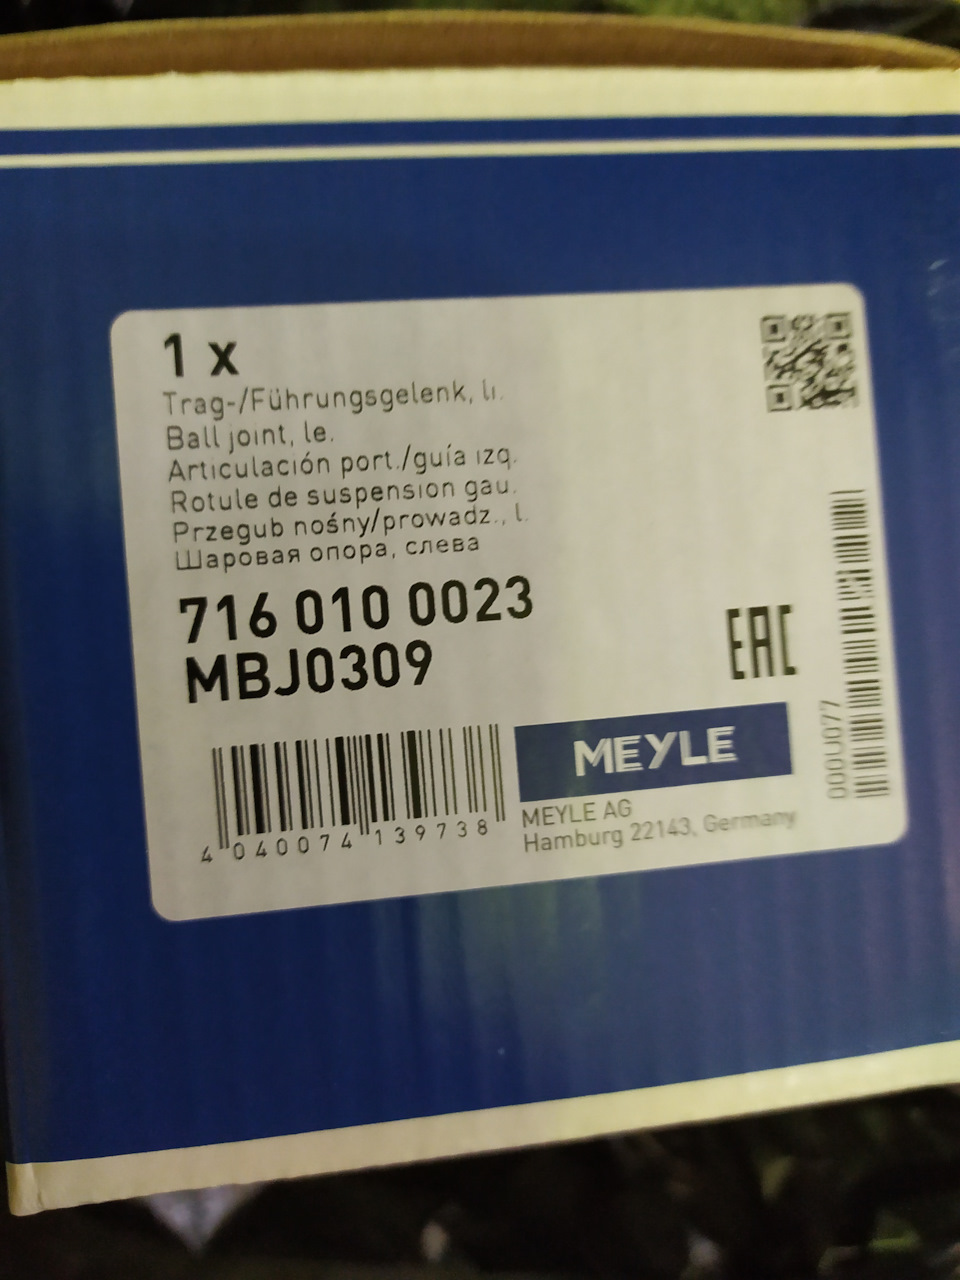 1 x
Trag-/Führungsgelenk, li.
Ball joint, le.
Articulación port./guía izq.
Rotule de suspension gau.
Przegub nośny/prowadz., l.
Шаровая опора, слева
716 010 0023
MBJ0309
EAC
000U077
MEYLE
4 040074 139738
MEYLE AG
Hamburg 22143, Germany